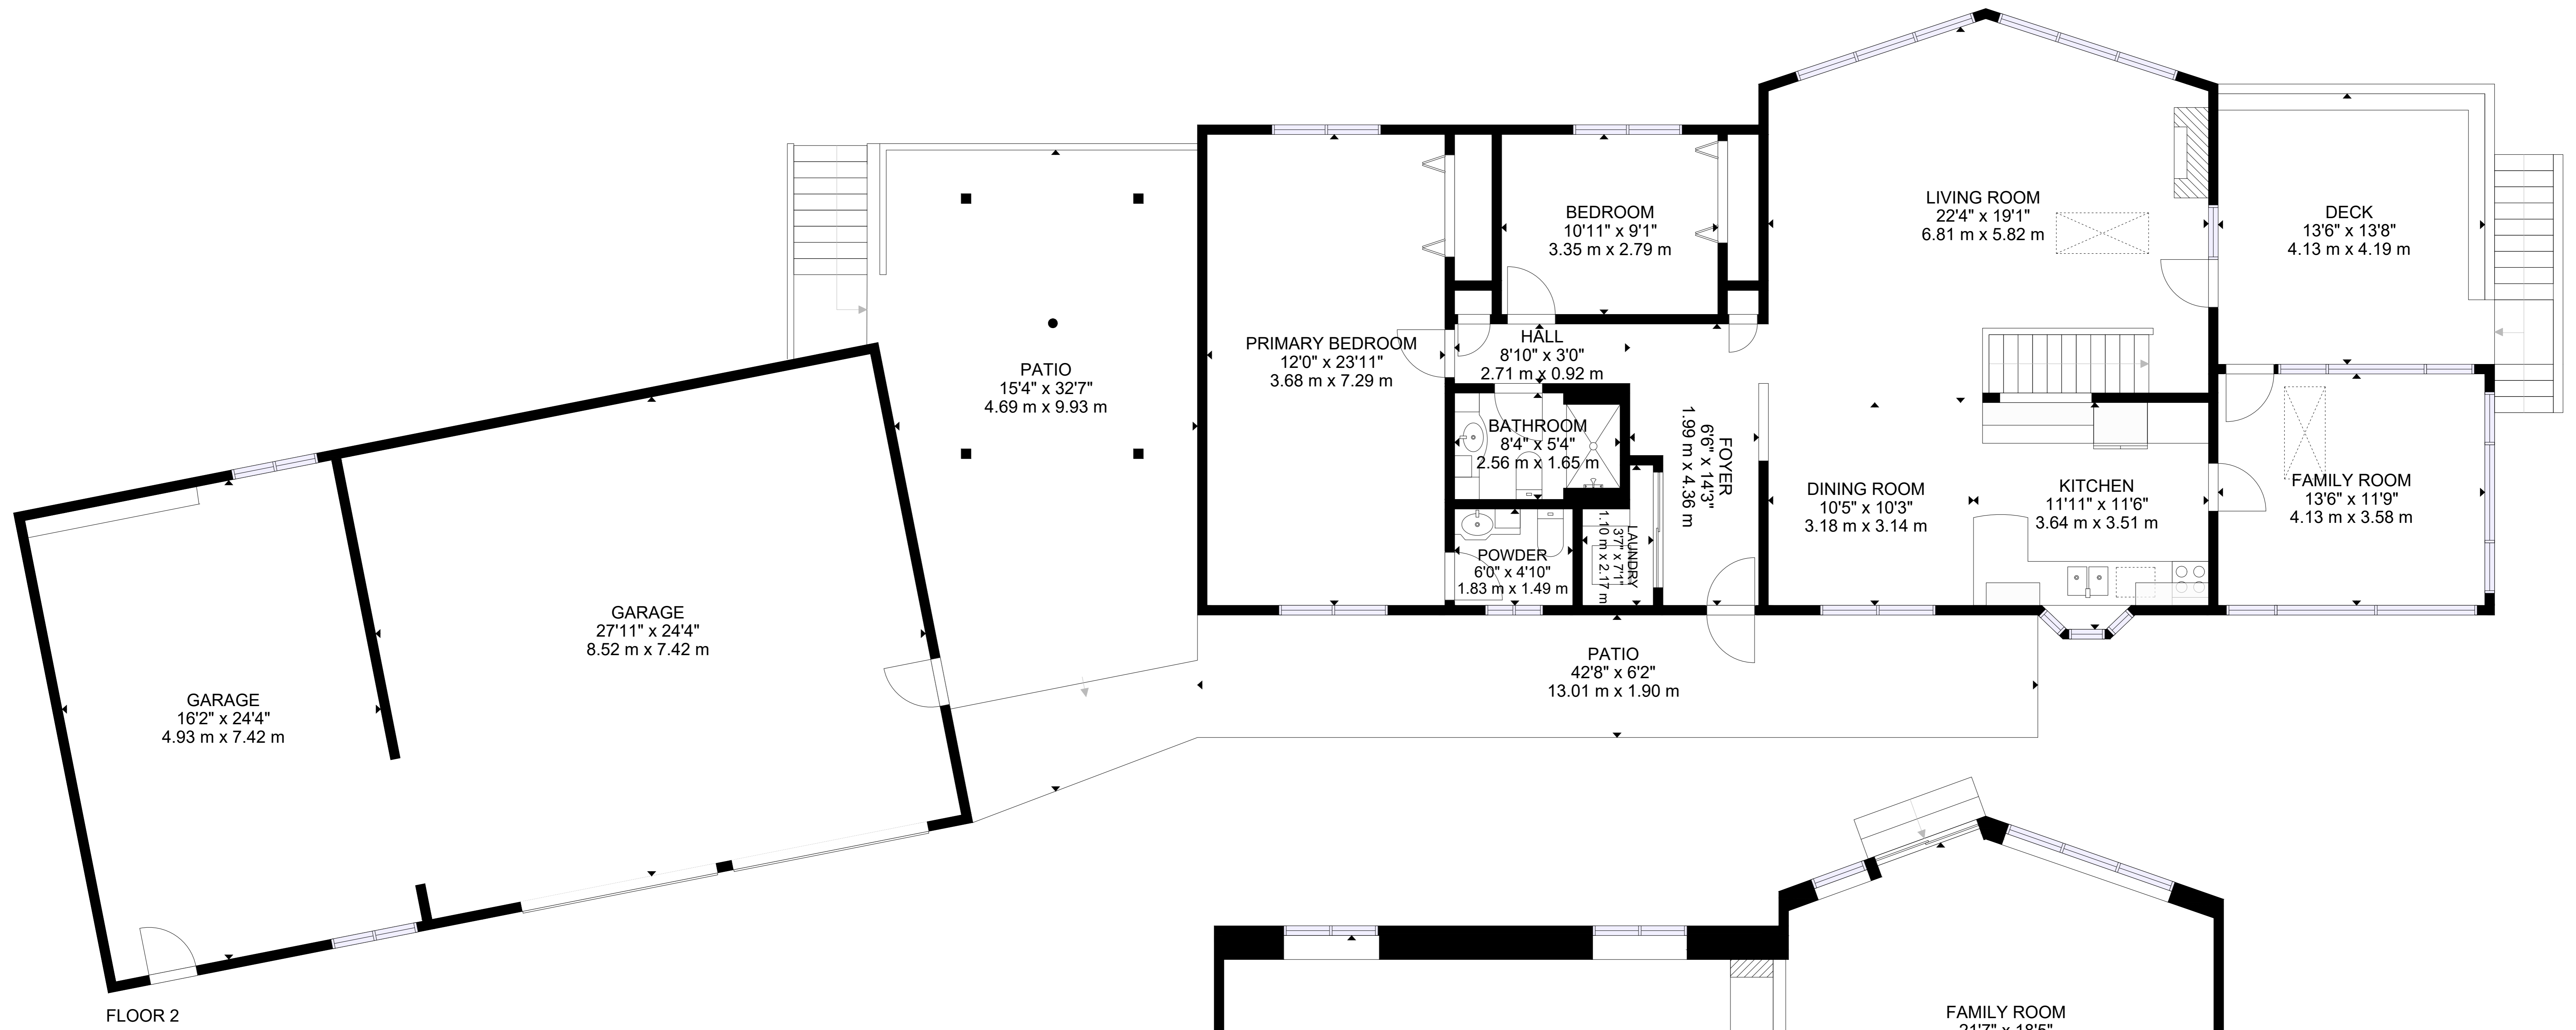 LIVING ROOM
22'4" x 19'1"
6.81 m x 5.82 m
DECK
13'6" x 13'8"
4.13 m x 4.19 m
BEDROOM
10'11" x 9'1"
3.35 m x 2.79 m
PRIMARY BEDROOM
12'0" x 23'11"
3.68 m x 7.29 m
HALL
8'10" x 3'0"
2.71 m x 0.92 m
PATIO
15'4" x 32'7"
4.69 m x 9.93 m
BATHROOM
8'4" x 5'4"
2.56 m x 1.65 m
FOYER
6'6" x 14'3"
1.99 m x 4.36 m
DINING ROOM
10'5" x 10'3"
3.18 m x 3.14 m
KITCHEN
11'11" x 11'6"
3.64 m x 3.51 m
FAMILY ROOM
13'6" x 11'9"
4.13 m x 3.58 m
POWDER
6'0" x 4'10"
1.83 m x 1.49 m
LAUNDRY
3'7" x 7'1"
1.10 m x 2.17 m
GARAGE
27'11" x 24'4"
8.52 m x 7.42 m
PATIO
42'8" x 6'2"
13.01 m x 1.90 m
GARAGE
16'2" x 24'4"
4.93 m x 7.42 m
FLOOR 2
FAMILY ROOM
21'7" x 18'5"